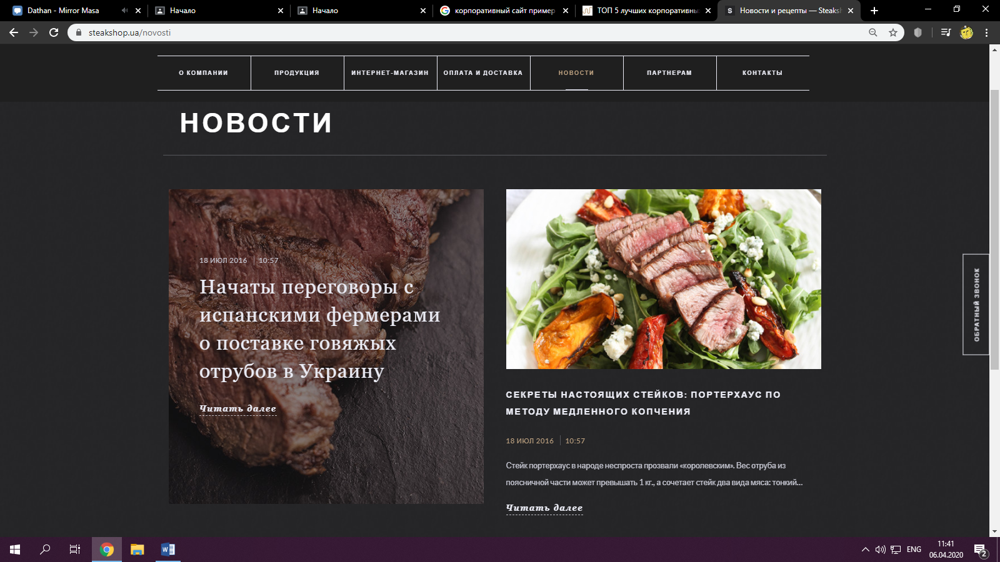 Dathan - Mirror Masa
Начало
Начало
корпоративный сайт пример
ТОП 5 лучших корпоративных
Новости и рецепты — Steaksh
steakshop.ua/novosti
О КОМПАНИИ
ПРОДУКЦИЯ
ИНТЕРНЕТ-МАГАЗИН
ОПЛАТА И ДОСТАВКА
НОВОСТИ
ПАРТНЕРАМ
КОНТАКТЫ
НОВОСТИ
18 ИЮЛ 2016 10:57
Начаты переговоры с
испанскими фермерами
о поставке говяжых
отрубов в Украину
Читать далее
СЕКРЕТЫ НАСТОЯЩИХ СТЕЙКОВ: ПОРТЕРХАУС ПО
МЕТОДУ МЕДЛЕННОГО КОПЧЕНИЯ
18 ИЮЛ 2016 10:57
Стейк портерхаус в народе неспроста прозвали «королевским». Вес отруба из
поясничной части может превышать 1 кг., а сочетает стейк два вида мяса: тонкий...
Читать далее
ОБРАТНЫЙ ЗВОНОК
ENG
11:41
06.04.2020
2